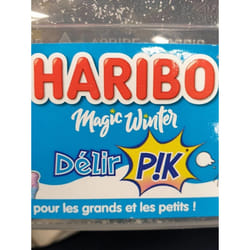 HARIBO
Magic Winter
Délir P!K
pour les grands et les petits !